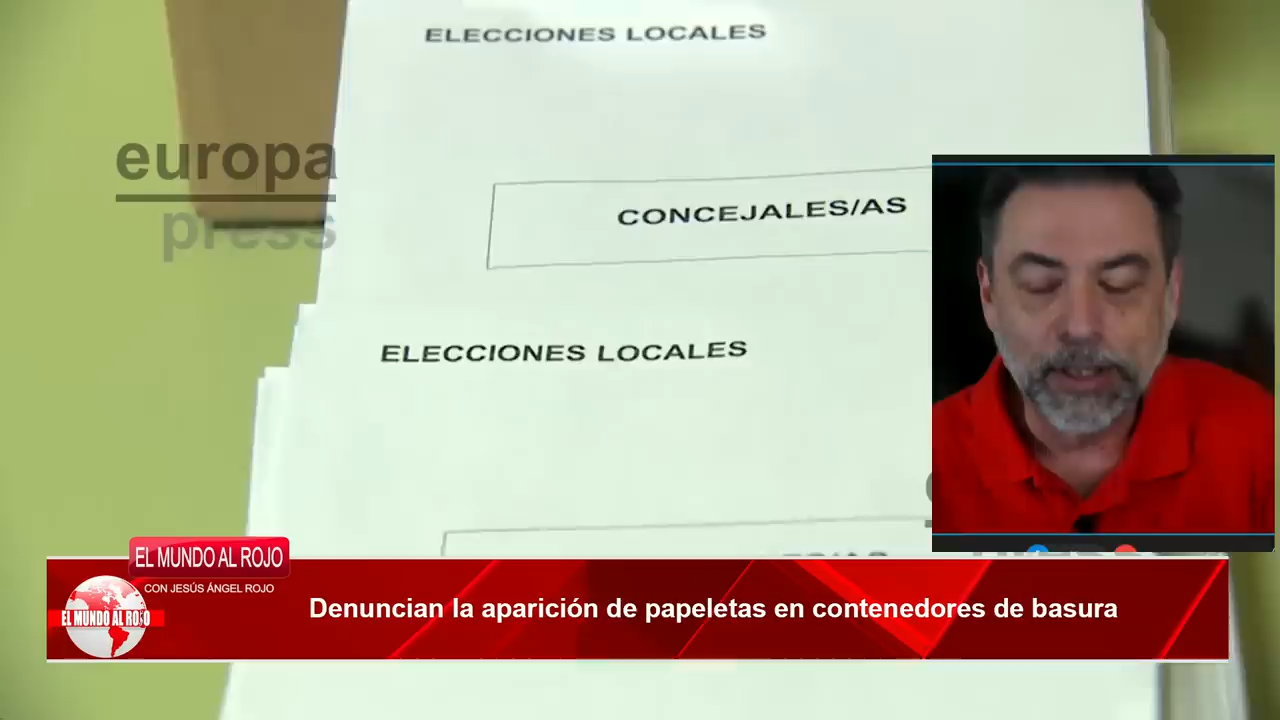 ELECCIONES LOCALES
europa
press
CONCEJALES/AS
ELECCIONES LOCALES
EL MUNDO AL ROJO
CON JESÚS ÁNGEL ROJO
EL MUNDO AL ROJO
Denuncian la aparición de papeletas en contenedores de basura